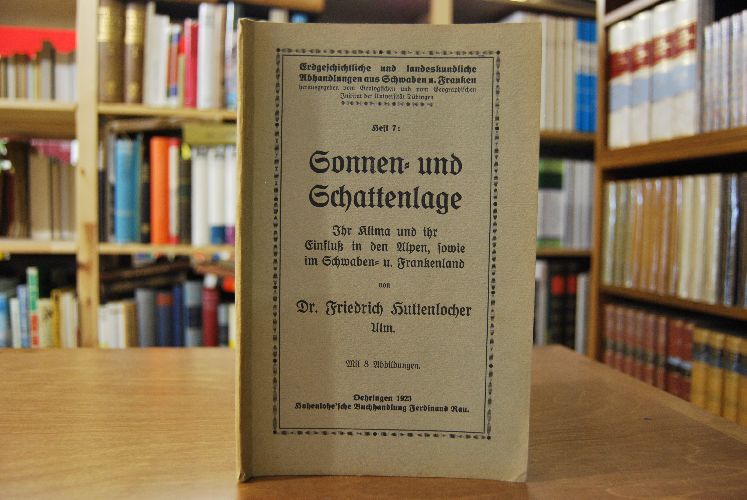 Erdgeschichtliche und landeskundliche
Abhandlungen aus Schwaben u. Franken
herausgegeben vom Geologischen und vom Geographischen
Institut der Universität Tübingen
Heft 7:
Sonnen- und
Schattenlage
Ihr Klima und ihr
Einfluß in den Alpen, sowie
im Schwaben- u. Frankenland
von
Dr. Friedrich Huttenlocher
Ulm.
Mit 8 Abbildungen.
Oehringen 1923
Hohenlohe'sche Buchhandlung Ferdinand Rau.